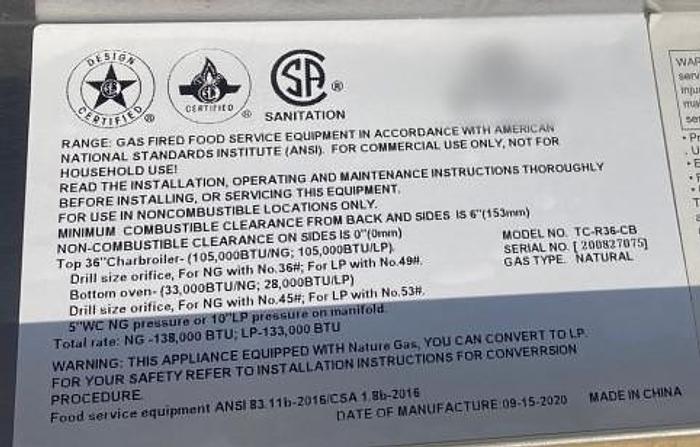 DESIGN
CERTIFIED
®
CERTIFIED
®
SA ®
SANITATION
RANGE: GAS FIRED FOOD SERVICE EQUIPMENT IN ACCORDANCE WITH AMERICAN
NATIONAL STANDARDS INSTITUTE (ANSI). FOR COMMERCIAL USE ONLY, NOT FOR
HOUSEHOLD USE!
READ THE INSTALLATION, OPERATING AND MAINTENANCE INSTRUCTIONS THOROUGHLY
BEFORE INSTALLING, OR SERVICING THIS EQUIPMENT.
FOR USE IN NONCOMBUSTIBLE LOCATIONS ONLY.
MINIMUM COMBUSTIBLE CLEARANCE FROM BACK AND SIDES IS 6"(153mm)
NON-COMBUSTIBLE CLEARANCE ON SIDES IS 0"(0mm)
Top 36"Charbroiler- (105,000BTU/NG; 105,000BTU/LP).
Drill size orifice, For NG with No.36#; For LP with No.49#.
Bottom oven- (33,000BTU/NG; 28,000BTU/LP)
Drill size orifice, For NG with No.45#; For LP with No.53#.
5"WC NG pressure or 10"LP pressure on manifold.
Total rate: NG -138,000 BTU; LP-133,000 BTU
MODEL NO. TC-R36-CB
SERIAL NO. [ 200827075]
GAS TYPE. NATURAL
WARNING: THIS APPLIANCE EQUIPPED WITH Nature Gas, YOU CAN CONVERT TO LP.
FOR YOUR SAFETY REFER TO INSTALLATION INSTRUCTIONS FOR CONVERRSION
PROCEDURE.
Food service equipment ANSI 83.11b-2016/CSA 1.8b-2016
DATE OF MANUFACTURE:09-15-2020 MADE IN CHINA